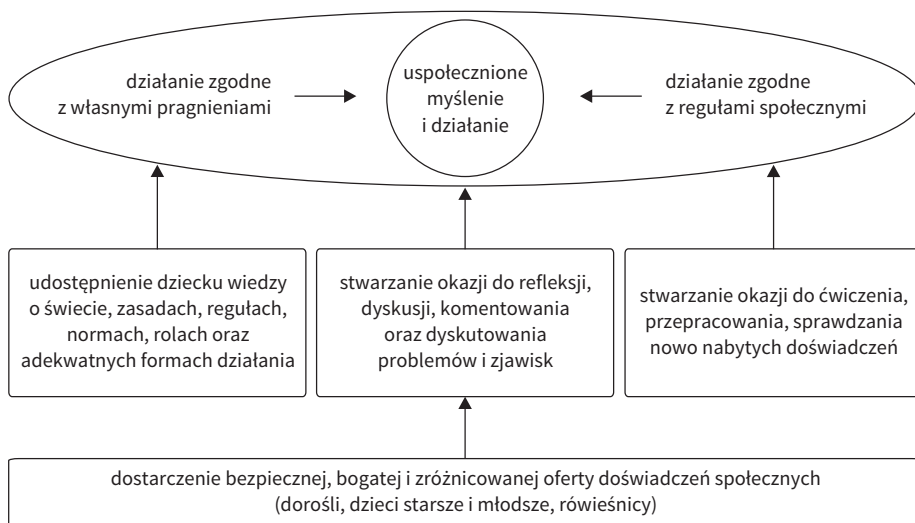 działanie zgodne
z własnymi pragnieniami
uspołecznione
myślenie
i działanie
działanie zgodne
z regułami społecznymi
udostępnienie dziecku wiedzy
o świecie, zasadach, regułach,
normach, rolach oraz
adekwatnych formach działania
stwarzanie okazji do refleksji,
dyskusji, komentowania
oraz dyskutowania
problemów i zjawisk
stwarzanie okazji do ćwiczenia,
przepracowania, sprawdzania
nowo nabytych doświadczeń
dostarczenie bezpiecznej, bogatej i zróżnicowanej oferty doświadczeń społecznych
(dorośli, dzieci starsze i młodsze, rówieśnicy)